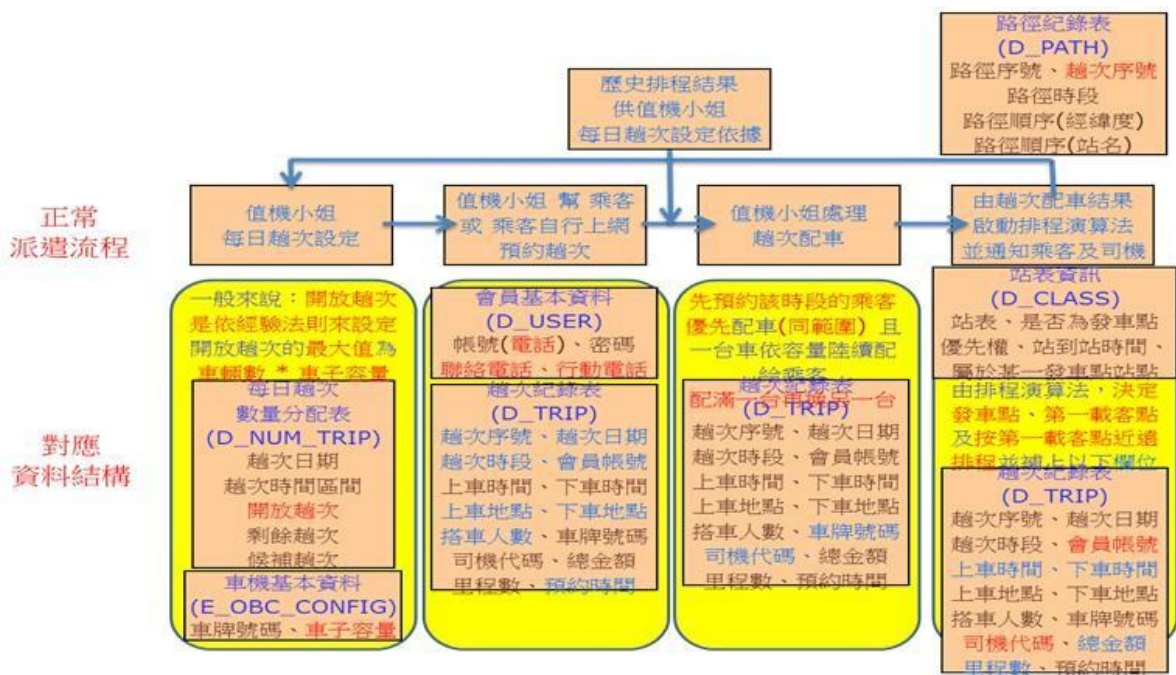 路徑紀錄表
(D_PATH)
路徑序號、趟次序號
路徑時段
路徑順序(經緯度)
路徑順序(站名)
歷史排程結果
供值機小姐
每日趟次設定依據
正常
派遣流程
值機小姐
每日趟次設定
值機小姐 幫 乘客
或 乘客自行上網
預約趟次
值機小姐處理
趟次配車
由趟次配車結果
啟動排程演算法
並通知乘客及司機
對應
資料結構
一般來說：開放趟次
是依經驗法則來設定
開放趟次的最大值為
車輛數 * 車子容量
每日趟次
數量分配表
(D_NUM_TRIP)
趟次日期
趟次時間區間
開放趟次
剩餘趟次
候補趟次
車機基本資料
(E_OBC_CONFIG)
車牌號碼、車子容量
會員基本資料
(D_USER)
帳號(電話)、密碼
聯絡電話、行動電話
趟次紀錄表
(D_TRIP)
趟次序號、趟次日期
趟次時段、會員帳號
上車時間、下車時間
上車地點、下車地點
搭車人數、車牌號碼
司機代碼、總金額
里程數、預約時間
先預約該時段的乘客
優先配車(同範圍) 且
一台車依容量陸續配
給乘客
配滿一台車換另一台
趟次紀錄表
(D_TRIP)
趟次序號、趟次日期
趟次時段、會員帳號
上車時間、下車時間
上車地點、下車地點
搭車人數、車牌號碼
司機代碼、總金額
里程數、預約時間
站表資訊
(D_CLASS)
站表、是否為發車點
優先權、站到站時間、
屬於某一發車點站點
由排程演算法，決定
發車點、第一載客點
及按第一載客點近遠
排程並補上以下欄位
趟次紀錄表
(D_TRIP)
趟次序號、趟次日期
趟次時段、會員帳號
上車時間、下車時間
上車地點、下車地點
搭車人數、車牌號碼
司機代碼、總金額
里程數、預約時間